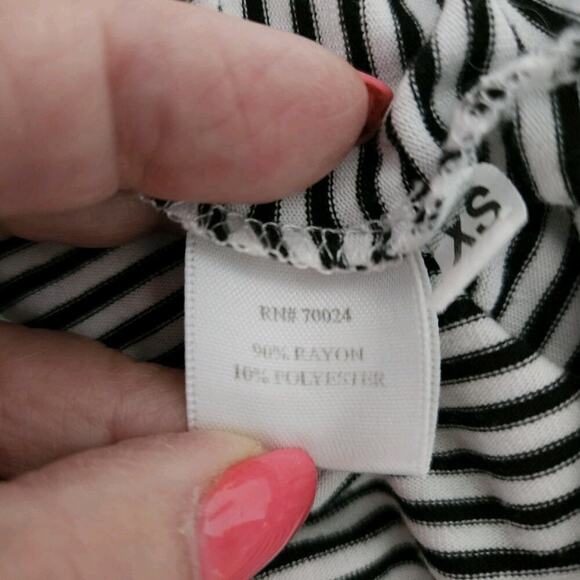 RN# 70024
90% RAYON
10% POLYESTER
XS